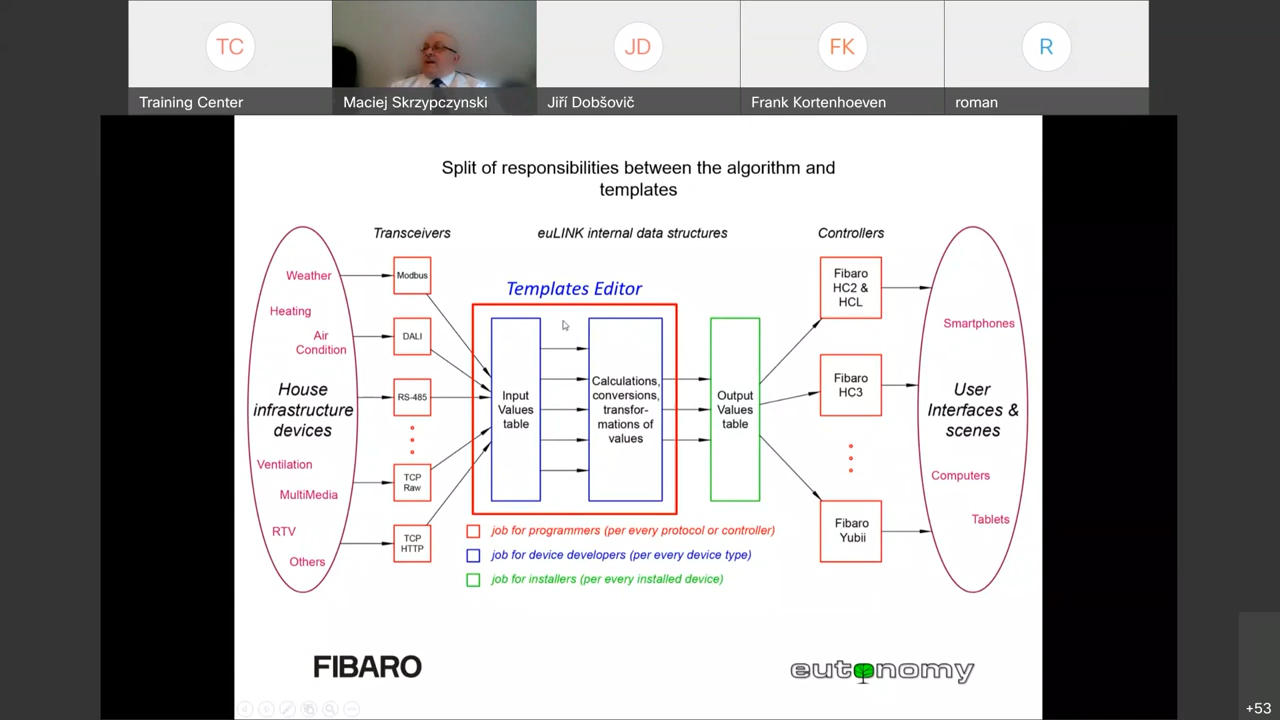 TC
JD
FK
R
Training Center
Maciej Skrzypczynski
Jiří Dobšovič
Frank Kortenhoeven
roman
Split of responsibilities between the algorithm and
templates
Transceivers
euLINK internal data structures
Controllers
Weather
Heating
Air
Condition
House
infrastructure
devices
Ventilation
MultiMedia
RTV
Others
Modbus
DALI
RS-485
TCP
Raw
TCP
HTTP
Templates Editor
Input
Values
table
Calculations,
conversions,
transfor-
mations of
values
Output
Values
table
Fibaro
HC2 &
HCL
Fibaro
HC3
Fibaro
Yubii
Smartphones
User
Interfaces &
scenes
Computers
Tablets
job for programmers (per every protocol or controller)
job for device developers (per every device type)
job for installers (per every installed device)
FIBARO
eutonomy
+53